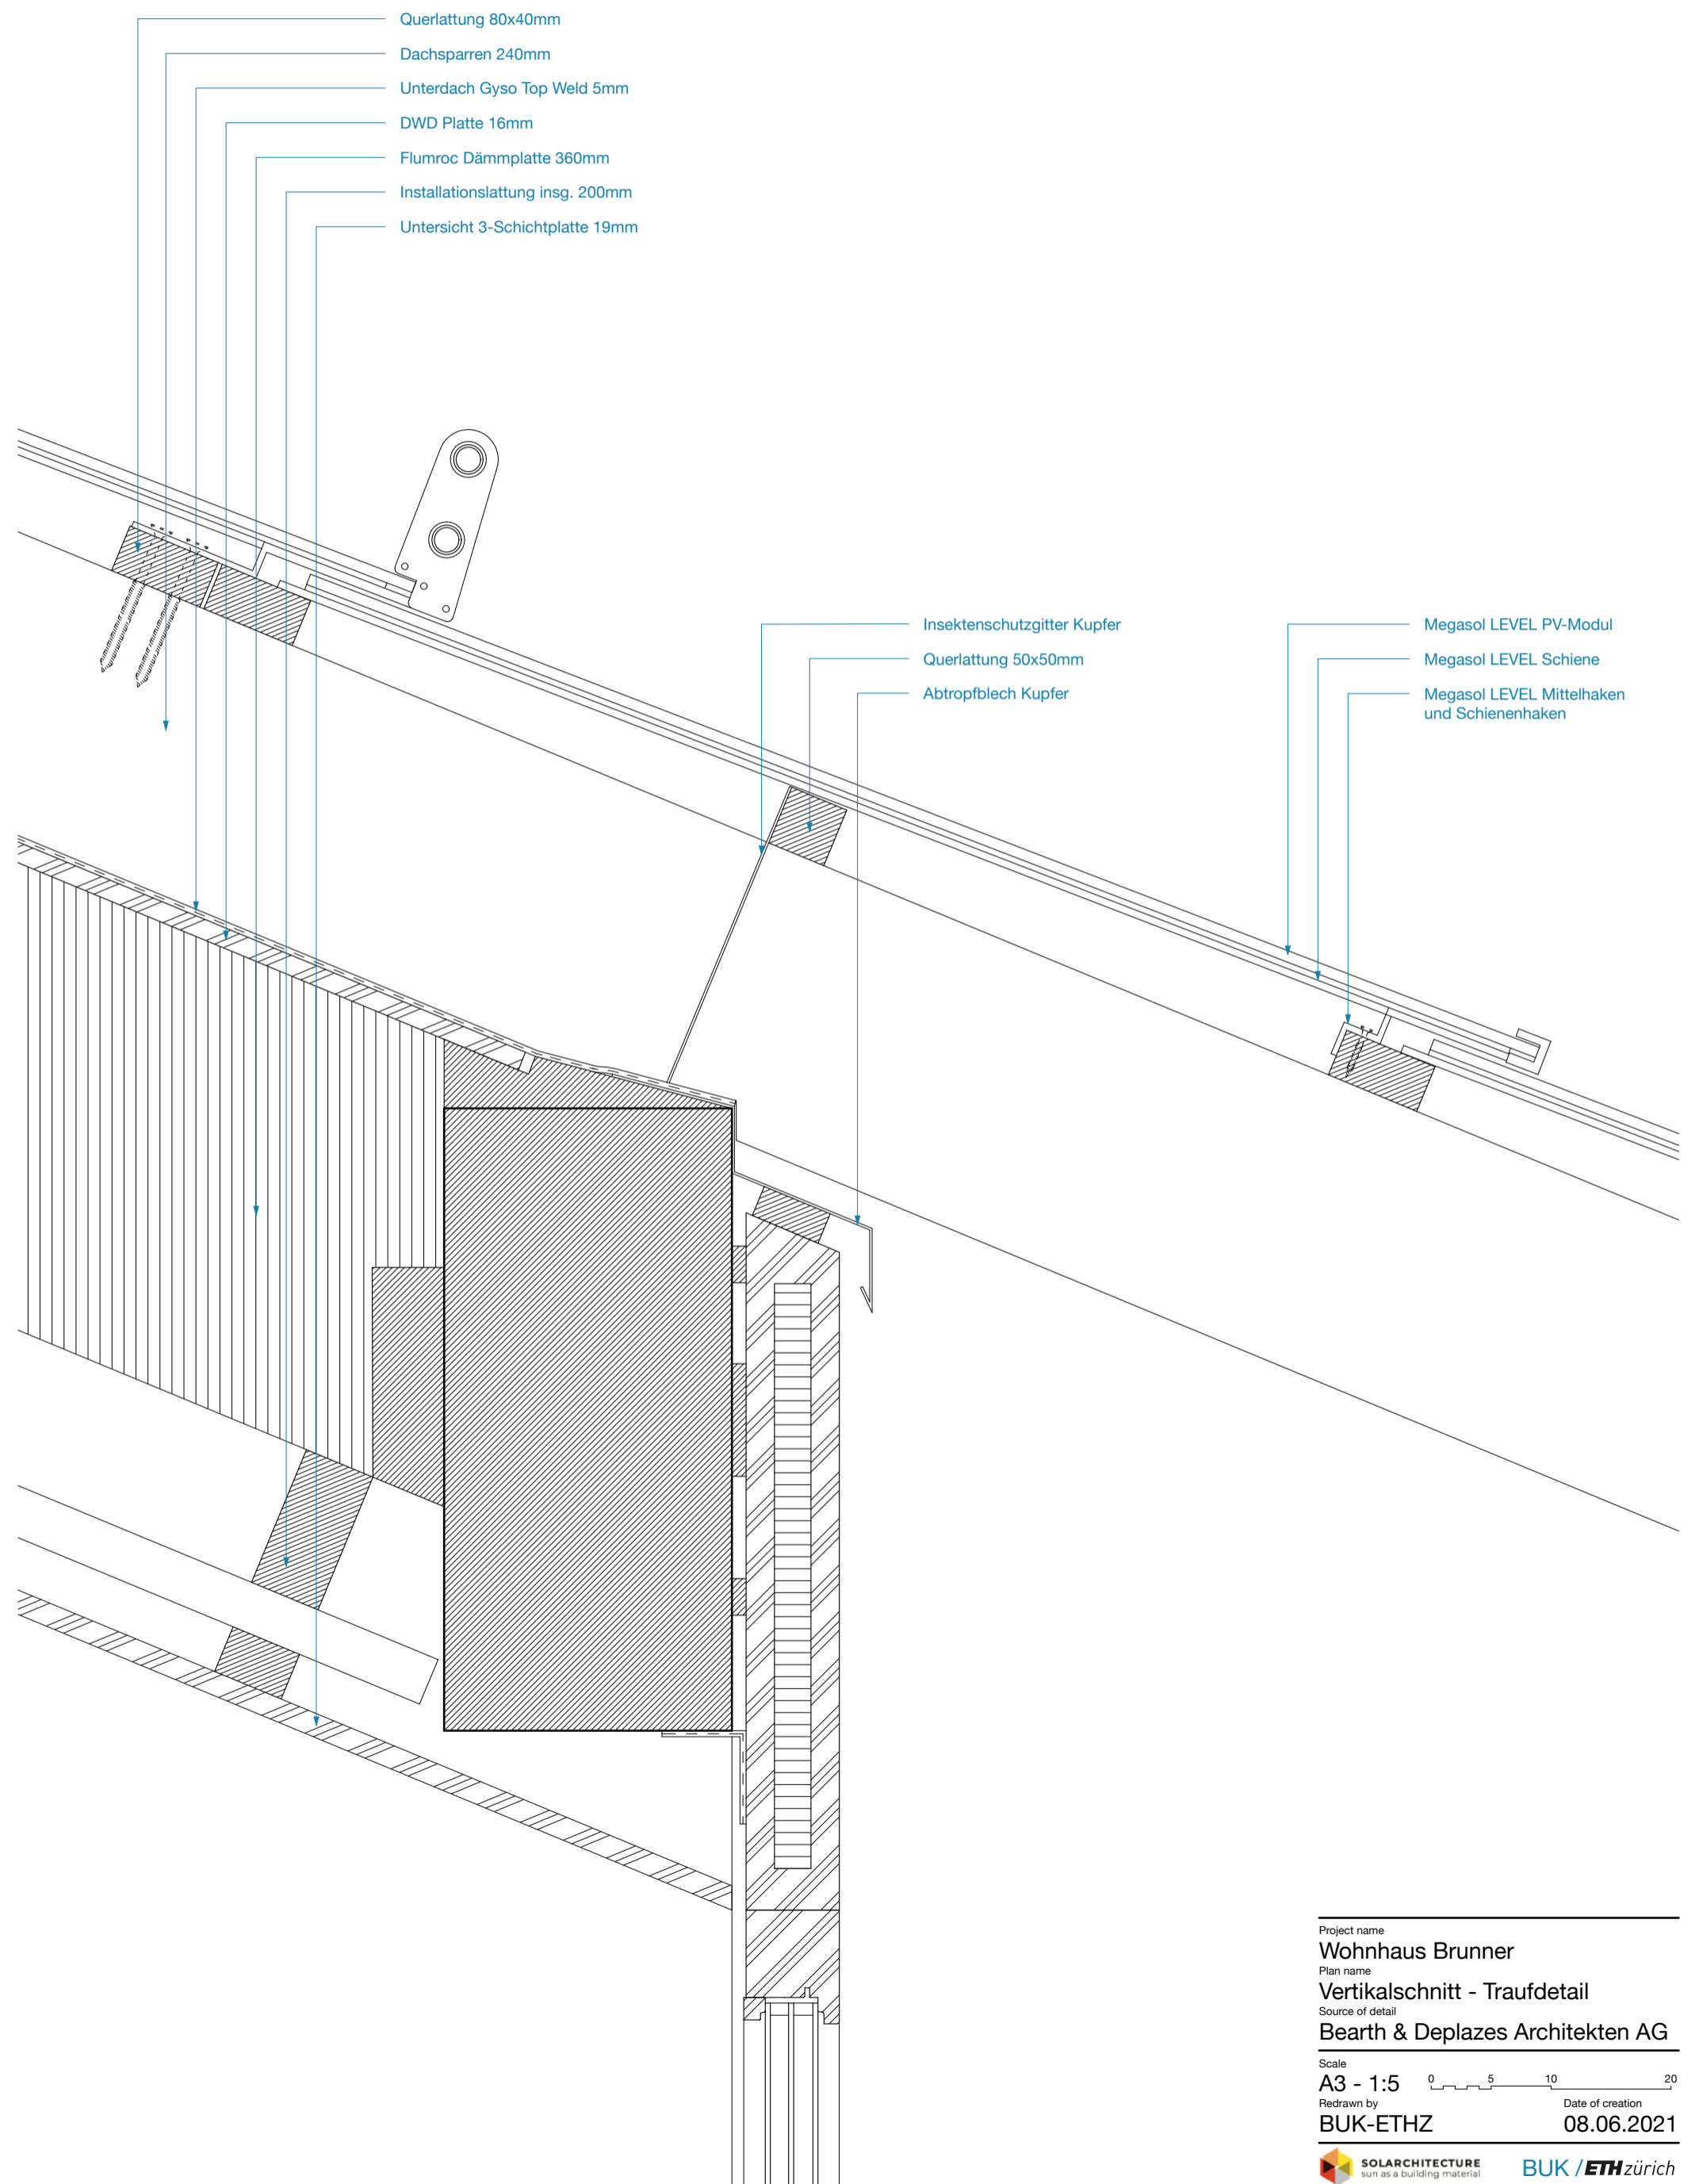 Querlattung 80x40mm
Dachsparren 240mm
Unterdach Gyso Top Weld 5mm
DWD Platte 16mm
Flumroc Dämmplatte 360mm
Installationslattung insg. 200mm
Untersicht 3-Schichtplatte 19mm
Insektenschutzgitter Kupfer
Querlattung 50x50mm
Abtropfblech Kupfer
Megasol LEVEL PV-Modul
Megasol LEVEL Schiene
Megasol LEVEL Mittelhaken
und Schienenhaken
Project name
Wohnhaus Brunner
Plan name
Vertikalschnitt - Traufdetail
Source of detail
Bearth & Deplazes Architekten AG
Scale
A3 - 1:5
0 5 10 20
Redrawn by
BUK-ETHZ
Date of creation
08.06.2021
SOLARCHITECTURE
sun as a building material
BUK / ETH zürich